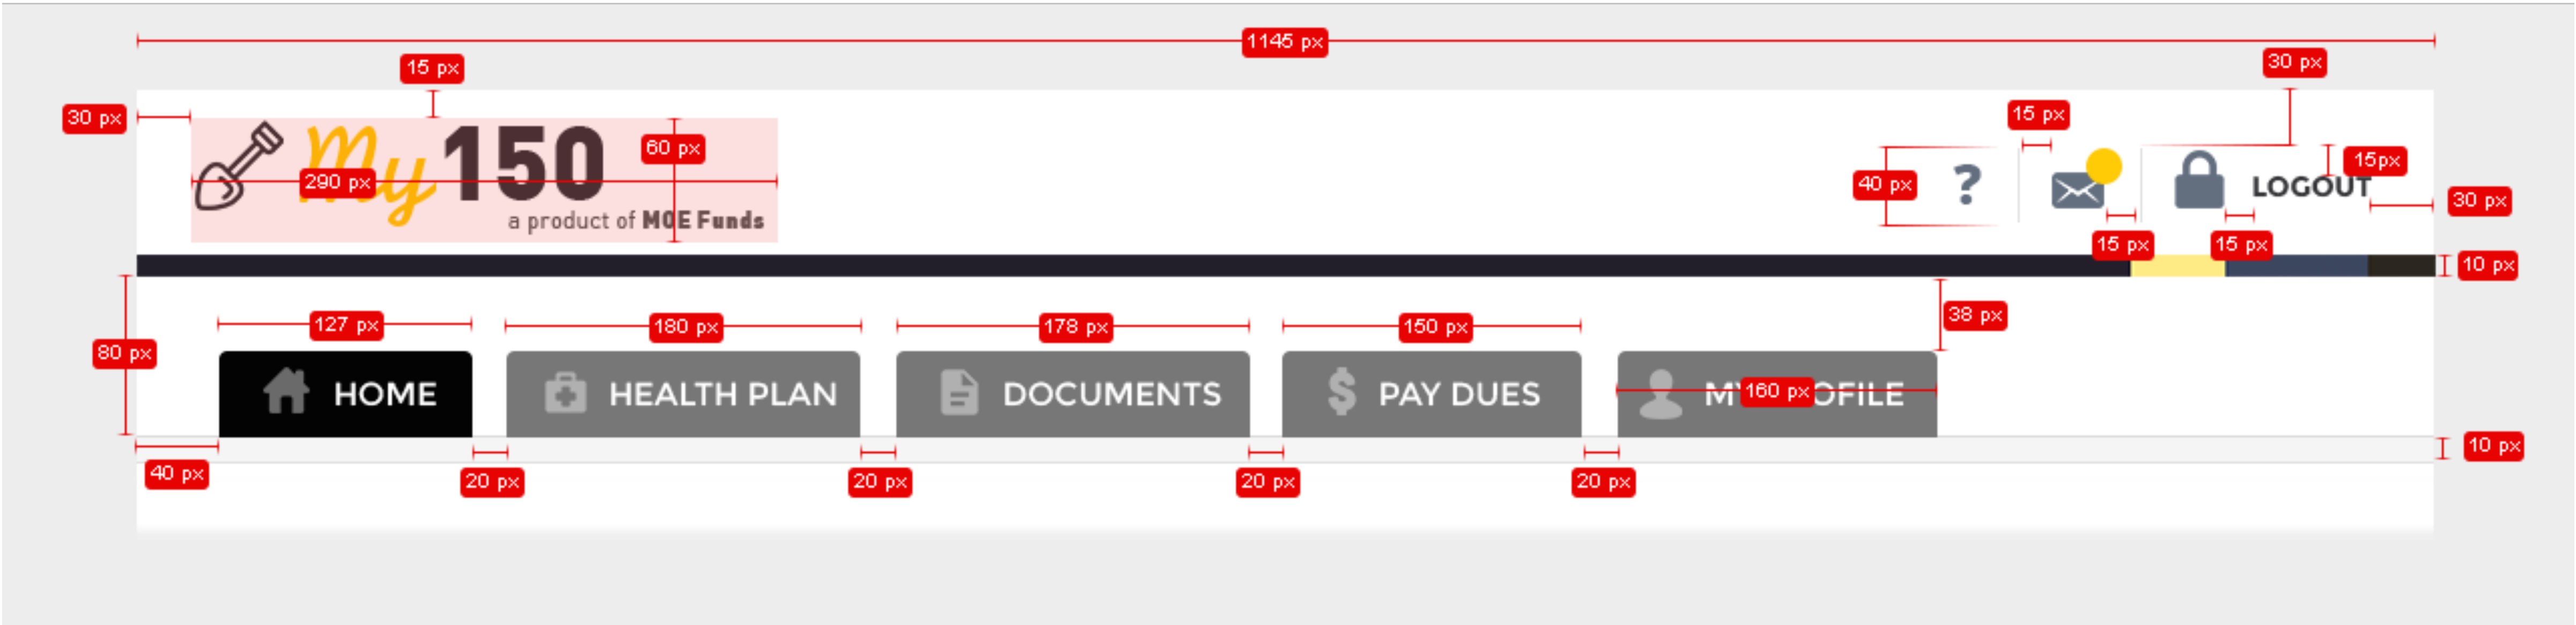 1145 px
15 px
30 px
30 px
15 px
My 150
60 px
290 px
a product of MOE Funds
40 px
?
15px
LOGOUT
30 px
15 px
15 px
10 px
127 px
180 px
178 px
150 px
38 px
80 px
HOME
HEALTH PLAN
DOCUMENTS
PAY DUES
MY PROFILE
160 px
40 px
20 px
20 px
20 px
20 px
10 px